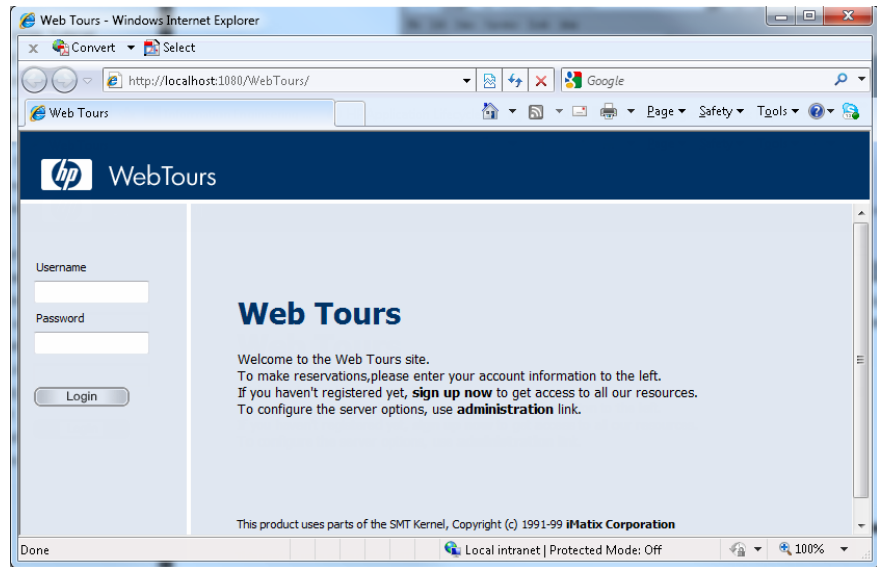 Web Tours - Windows Internet Explorer
x Convert Select
http://localhost:1080/WebTours/ Google
Web Tours Page Safety Tools
hp WebTours
Username
Password
Login
Web Tours
Welcome to the Web Tours site.
To make reservations,please enter your account information to the left.
If you haven't registered yet, sign up now to get access to all our resources.
To configure the server options, use administration link.
This product uses parts of the SMT Kernel, Copyright (c) 1991-99 iMatix Corporation
Done Local intranet | Protected Mode: Off 100%